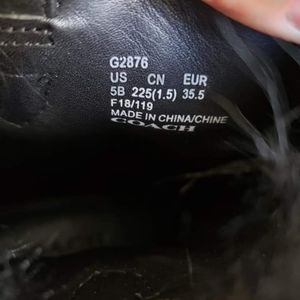 G2876
US CN EUR
5B 225(1.5) 35.5
F18/119
MADE IN CHINA/CHINE
COACH